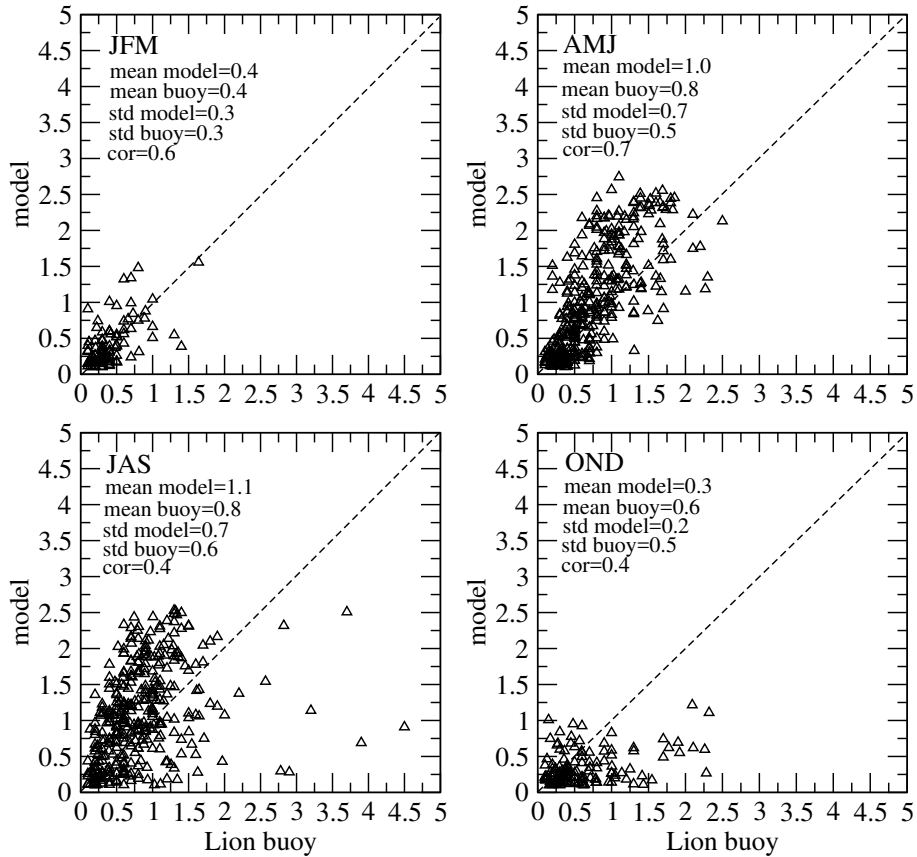 5
4.5
4
3.5
3
2.5
2
1.5
1
0.5
0
model
JFM
mean model=0.4
mean buoy=0.4
std model=0.3
std buoy=0.3
cor=0.6
0 0.5 1 1.5 2 2.5 3 3.5 4 4.5 5
5
4.5
4
3.5
3
2.5
2
1.5
1
0.5
0
model
AMJ
mean model=1.0
mean buoy=0.8
std model=0.7
std buoy=0.5
cor=0.7
0 0.5 1 1.5 2 2.5 3 3.5 4 4.5 5
5
4.5
4
3.5
3
2.5
2
1.5
1
0.5
0
model
JAS
mean model=1.1
mean buoy=0.8
std model=0.7
std buoy=0.6
cor=0.4
0 0.5 1 1.5 2 2.5 3 3.5 4 4.5 5
Lion buoy
5
4.5
4
3.5
3
2.5
2
1.5
1
0.5
0
model
OND
mean model=0.3
mean buoy=0.6
std model=0.2
std buoy=0.5
cor=0.4
0 0.5 1 1.5 2 2.5 3 3.5 4 4.5 5
Lion buoy